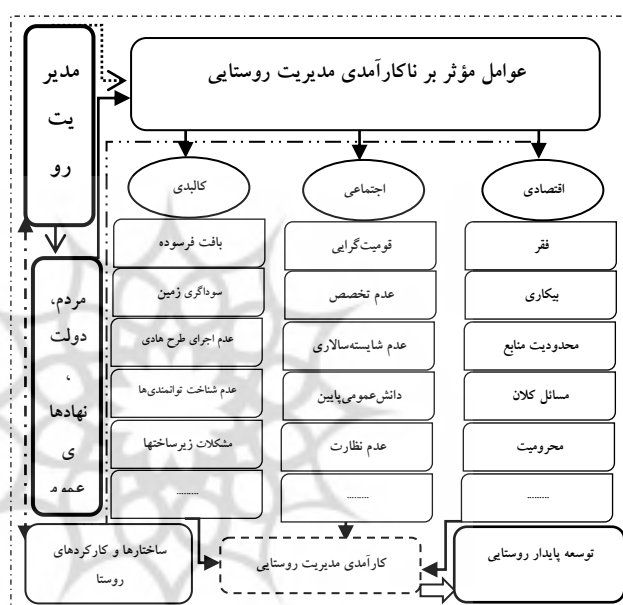 عوامل مؤثر بر ناکارآمدی مدیریت روستایی
مدیر
یت
رو
مردم،
دولت
،
نهادها
ی
عموم
اقتصادی
فقر
بیکاری
محدودیت منابع
مسائل کلان
محرومیت
.........
اجتماعی
قومیت‌گرایی
عدم تخصص
عدم شایسته‌سالاری
دانش‌عمومی‌پایین
عدم نظارت
.........
کالبدی
بافت فرسوده
سوداگری زمین
عدم اجرای طرح هادی
عدم شناخت توانمندی‌ها
مشکلات زیرساختها
.........
ساختارها و کارکردهای
روستا
کارآمدی مدیریت روستایی
توسعه پایدار روستایی